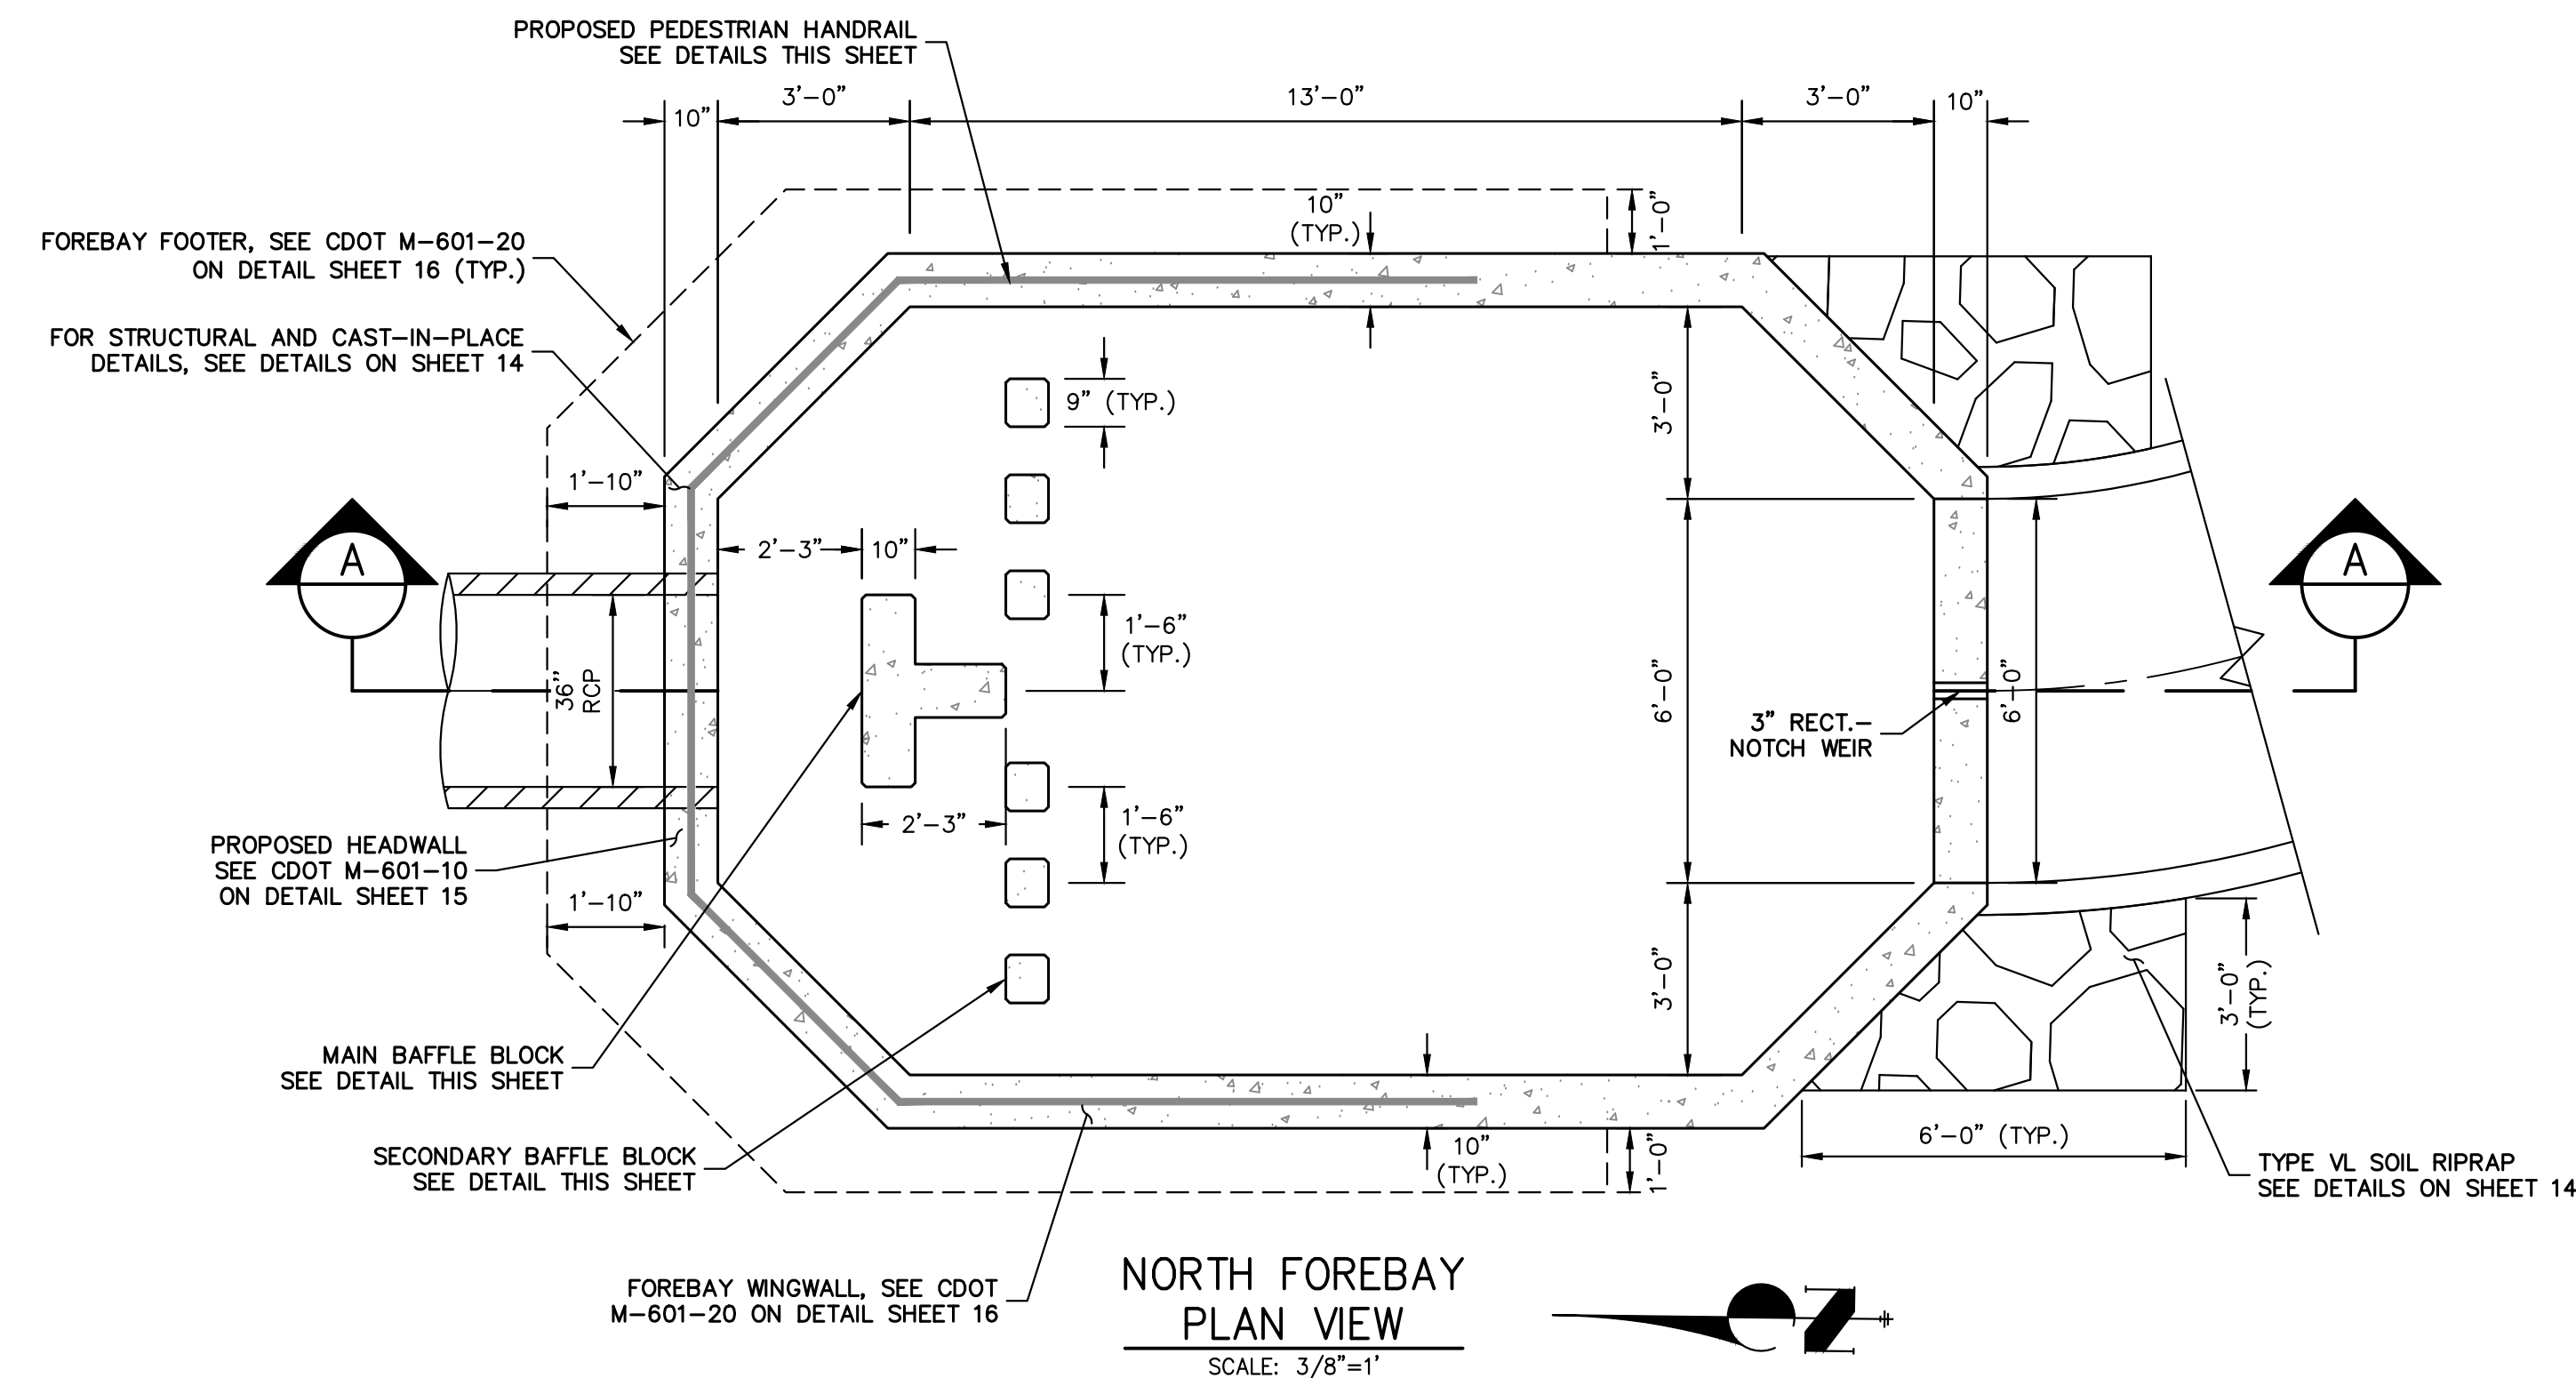 PROPOSED PEDESTRIAN HANDRAIL
SEE DETAILS THIS SHEET
10"
3'-0"
13'-0"
3'-0"
10"
10"
(TYP.)
1'-0"
FOREBAY FOOTER, SEE CDOT M-601-20
ON DETAIL SHEET 16 (TYP.)
FOR STRUCTURAL AND CAST-IN-PLACE
DETAILS, SEE DETAILS ON SHEET 14
9" (TYP.)
3'-0"
1'-10"
2'-3"
10"
A
A
1'-6"
(TYP.)
36"
RCP
6'-0"
6'-0"
3" RECT.-
NOTCH WEIR
2'-3"
1'-6"
(TYP.)
PROPOSED HEADWALL
SEE CDOT M-601-10
ON DETAIL SHEET 15
1'-10"
3'-0"
3'-0"
(TYP.)
MAIN BAFFLE BLOCK
SEE DETAIL THIS SHEET
SECONDARY BAFFLE BLOCK
SEE DETAIL THIS SHEET
10"
(TYP.)
1'-0"
6'-0" (TYP.)
TYPE VL SOIL RIPRAP
SEE DETAILS ON SHEET 14
FOREBAY WINGWALL, SEE CDOT
M-601-20 ON DETAIL SHEET 16
NORTH FOREBAY
PLAN VIEW
SCALE: 3/8"=1'
N